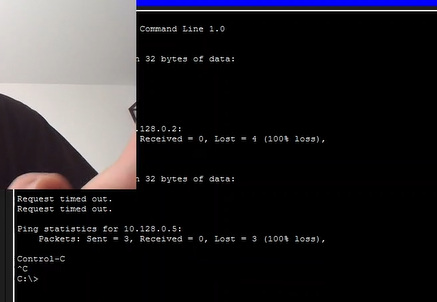 Command Line 1.0
32 bytes of data:
.128.0.2:
Received = 0, Lost = 4 (100% loss),
32 bytes of data:
Request timed out.
Request timed out.
Ping statistics for 10.128.0.5:
Packets: Sent = 3, Received = 0, Lost = 3 (100% loss),
Control-C
^C
C:\>